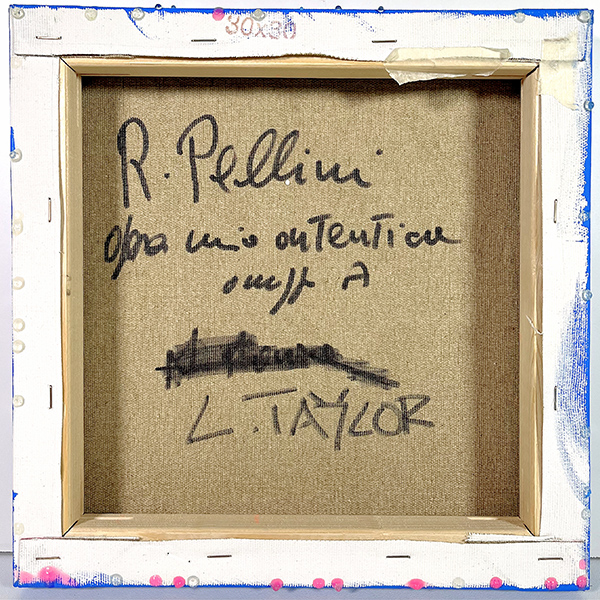 30x30
R. Pellini
opera mia autentica
A
L. TAYLOR